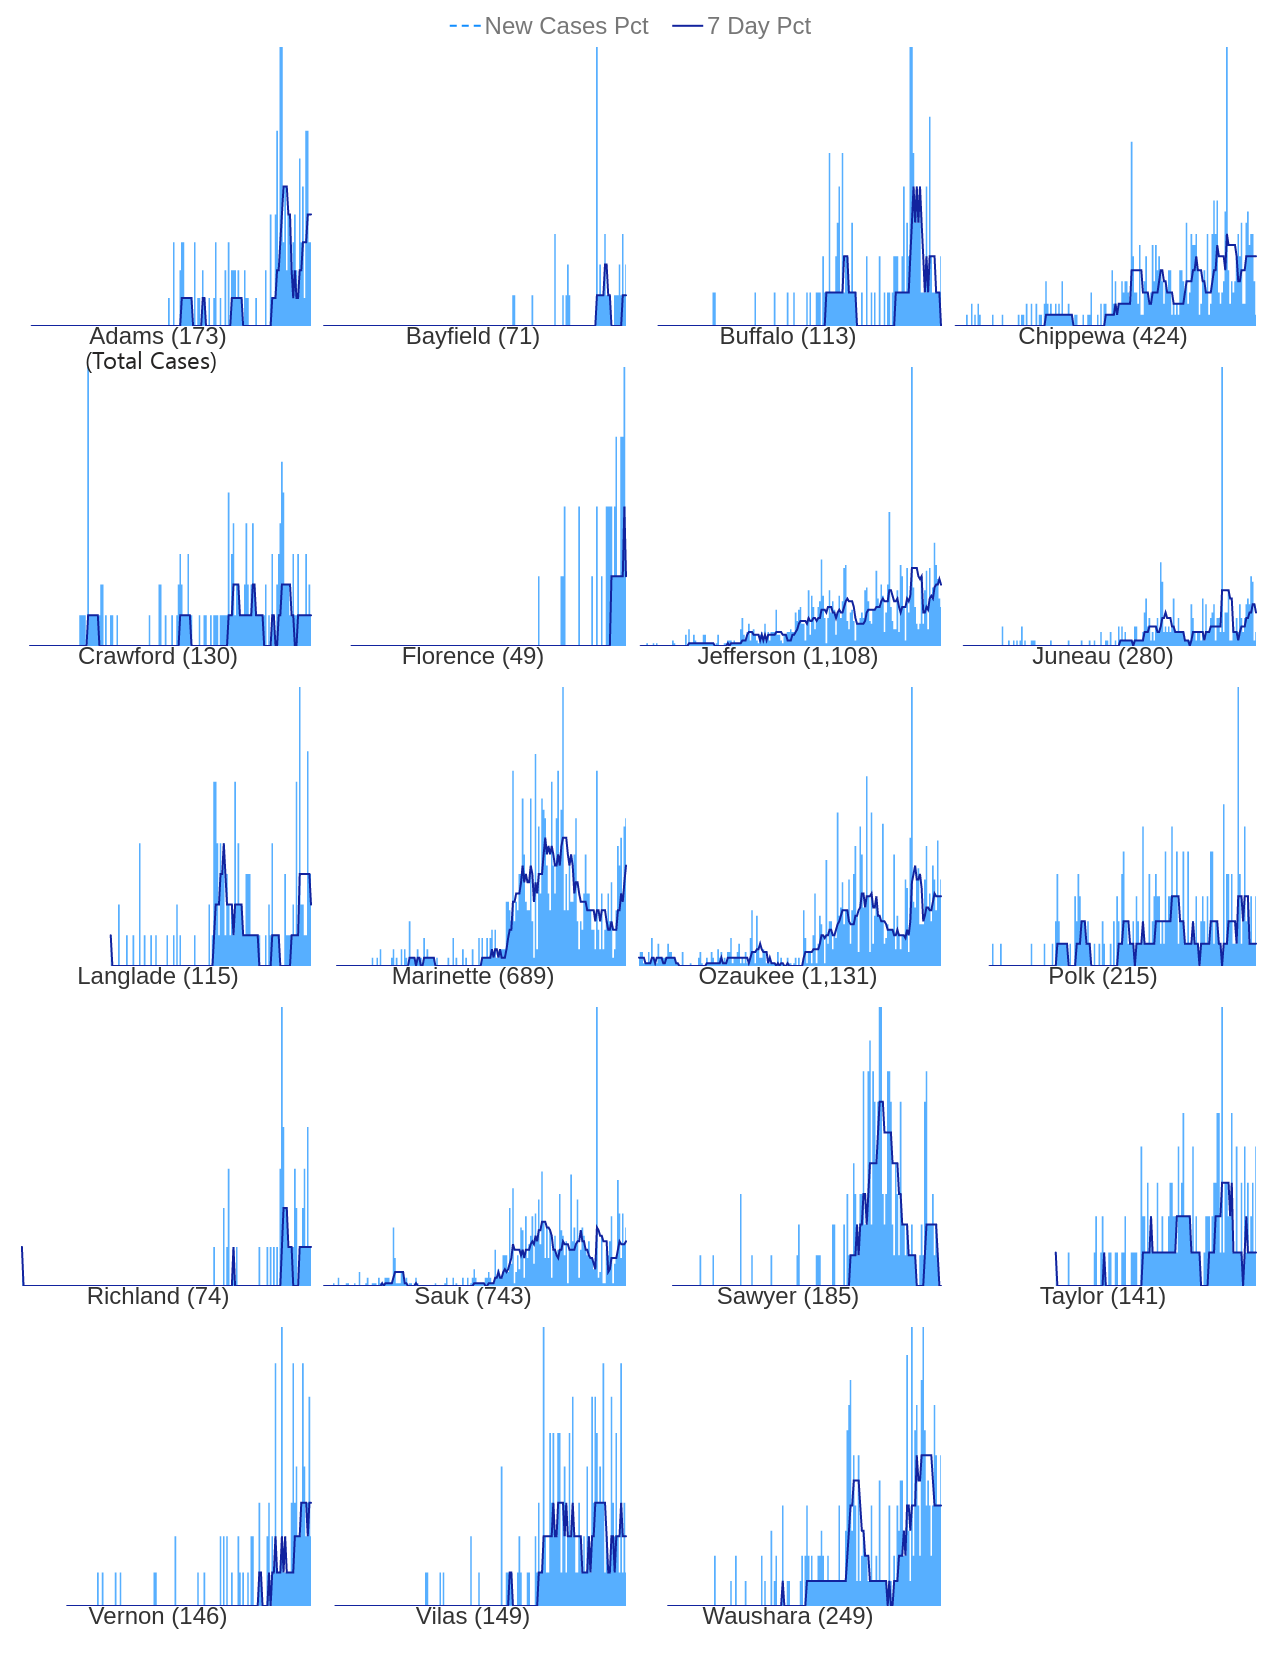 New Cases Pct 7 Day Pct
Adams (173) Bayfield (71) Buffalo (113) Chippewa (424)
(Total Cases)
Crawford (130) Florence (49) Jefferson (1,108) Juneau (280)
Langlade (115) Marinette (689) Ozaukee (1,131) Polk (215)
Richland (74) Sauk (743) Sawyer (185) Taylor (141)
Vernon (146) Vilas (149) Waushara (249)